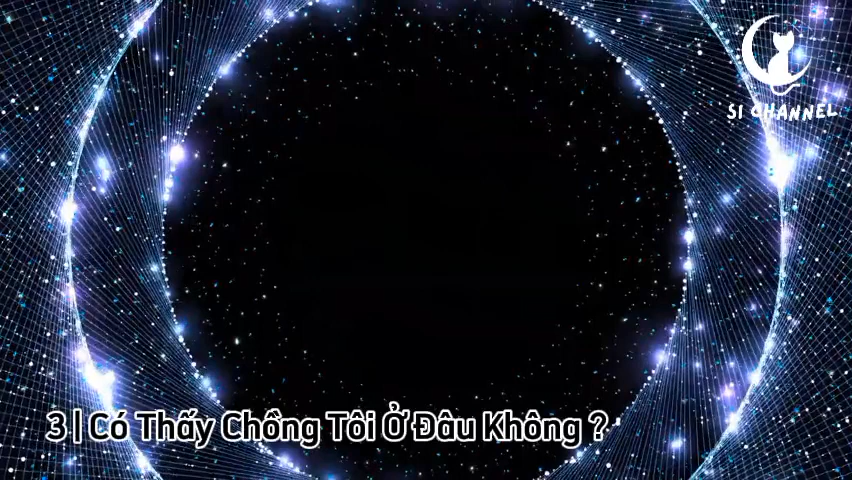 SI CHANNEL
3 | Có Thấy Chồng Tôi Ở Đâu Không ?